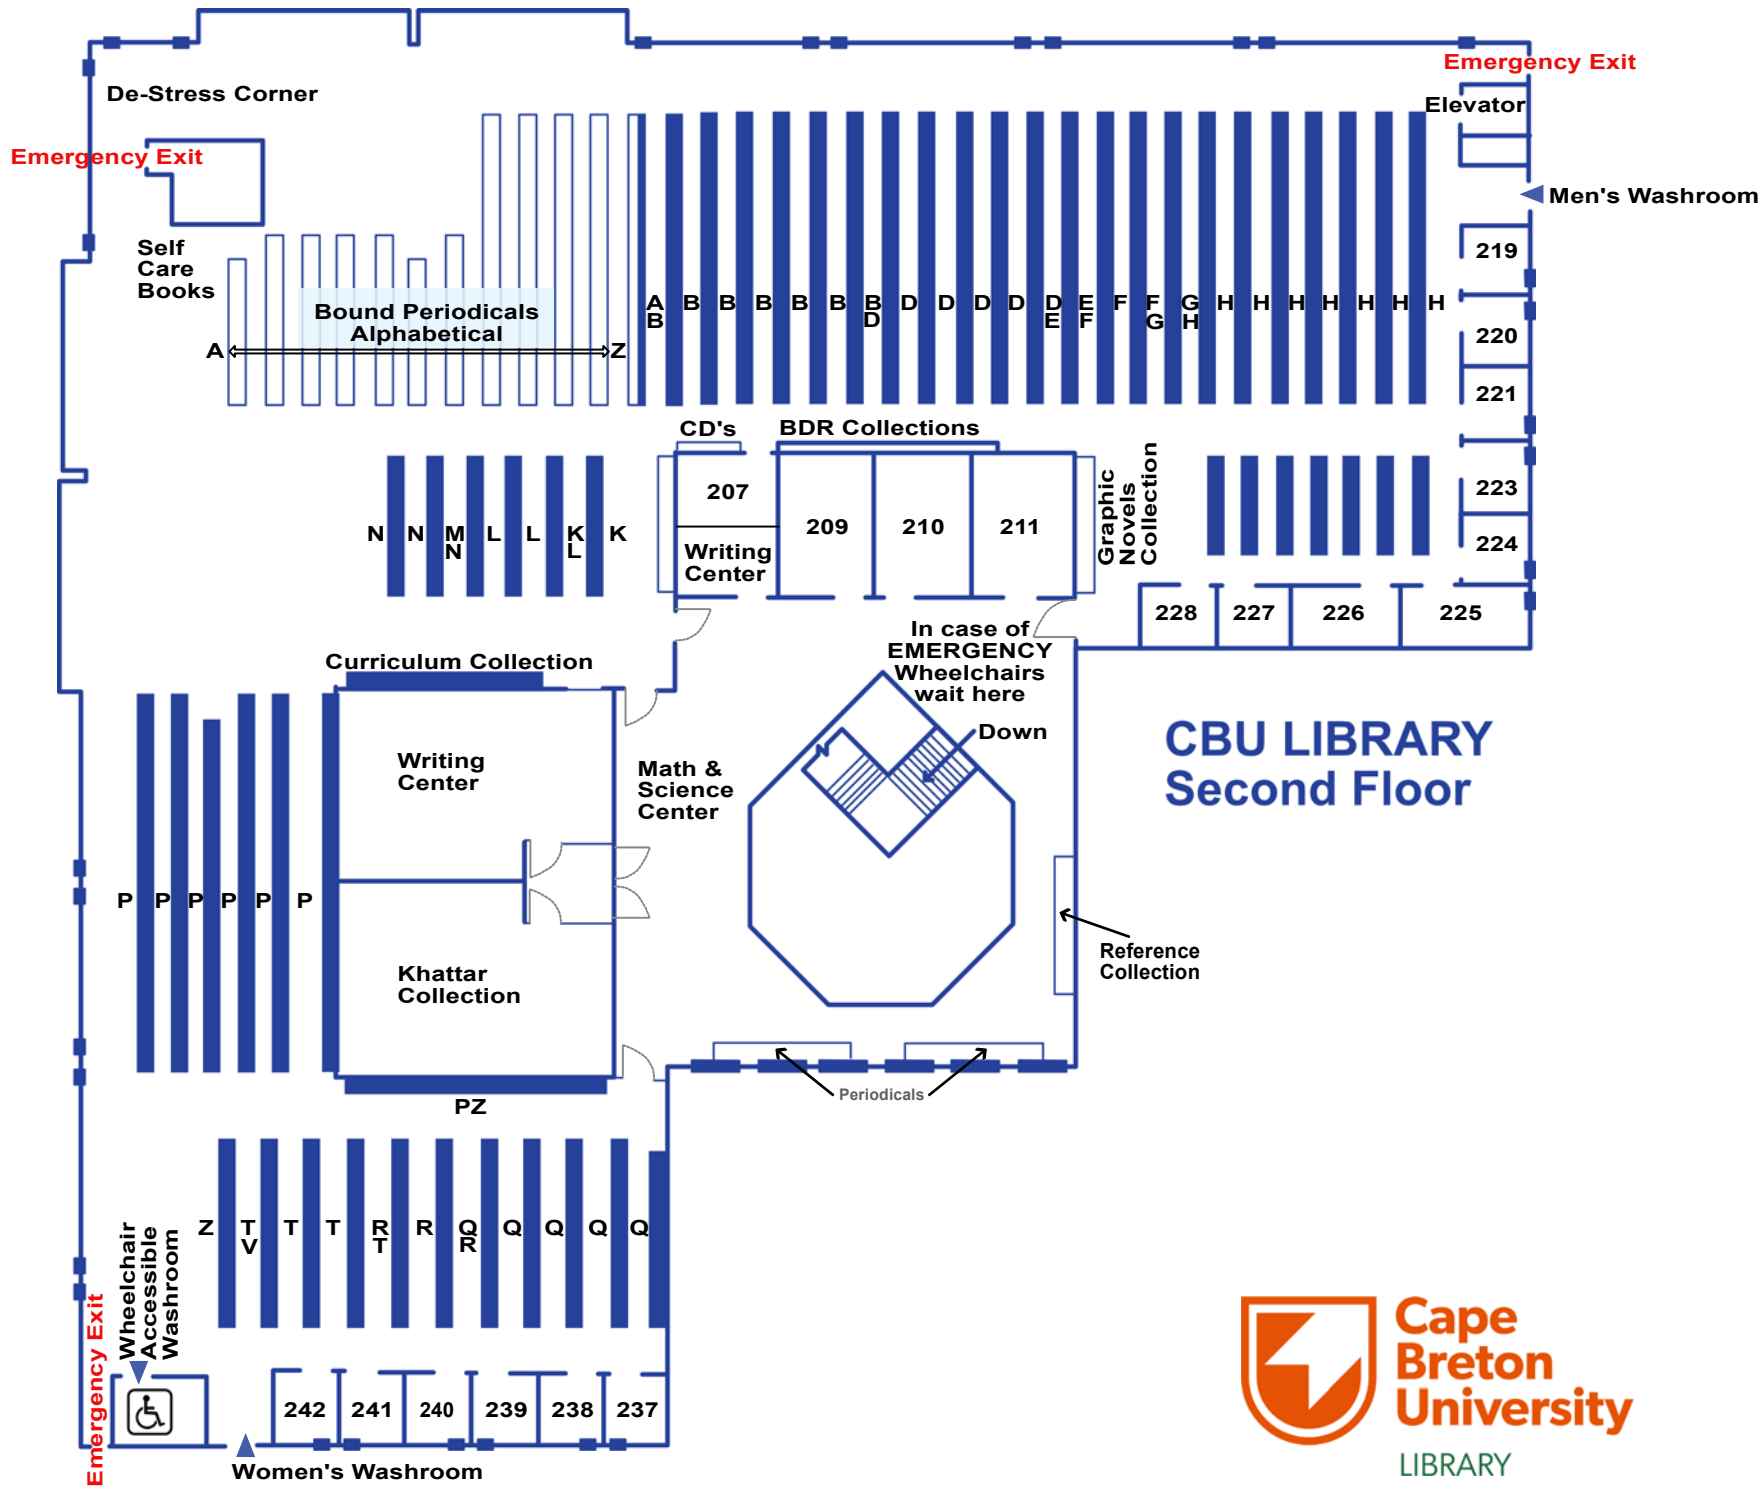 Emergency Exit
De-Stress Corner
Elevator
Emergency Exit
Men's Washroom
Self
Care
Books
219
Bound Periodicals
Alphabetical
A
Z
A
B
B
B
B
B
B
B
D
D
D
D
D
D
E
E
F
F
F
G
G
H
H
H
H
H
H
H
H
220
221
CD's
BDR Collections
Graphic
Novels
Collection
207
209
210
211
Writing
Center
223
224
N
N
M
N
L
L
K
L
K
228
227
226
225
In case of
EMERGENCY
Wheelchairs
wait here
Curriculum Collection
Down
CBU LIBRARY
Second Floor
Writing
Center
Math &
Science
Center
P
P
P
P
P
P
Khattar
Collection
Reference
Collection
Periodicals
PZ
Z
T
V
T
T
R
T
R
Q
R
Q
Q
Q
Q
Wheelchair
Accessible
Washroom
Emergency Exit
242
241
240
239
238
237
Women's Washroom
Cape
Breton
University
LIBRARY